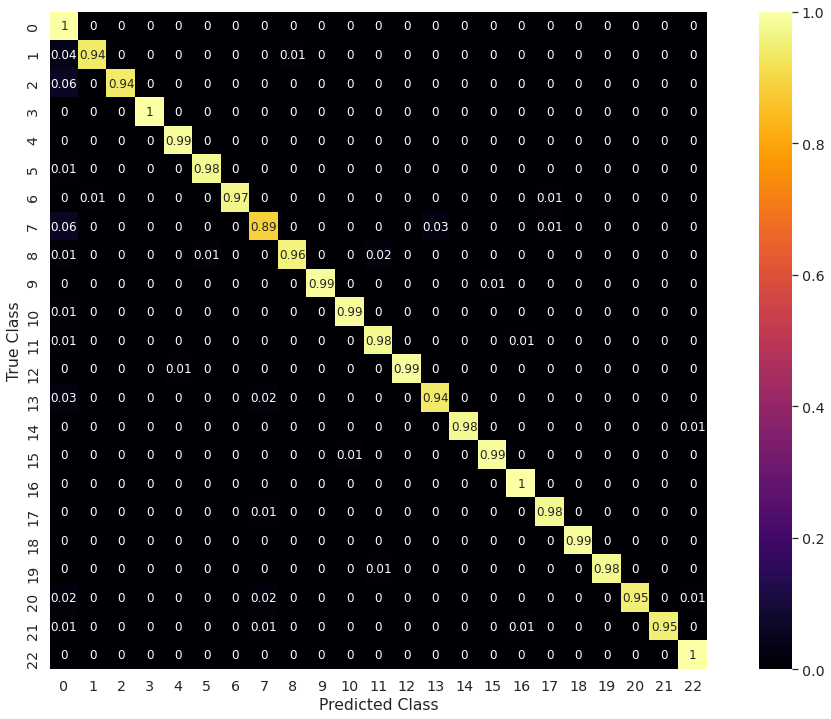 0 1 0 0 0 0 0 0 0 0 0 0 0 0 0 0 0 0 0 0 0 0 0 0 1.0
1 0.04 0.94 0 0 0 0 0 0 0.01 0 0 0 0 0 0 0 0 0 0 0 0 0 0
2 0.06 0 0.94 0 0 0 0 0 0 0 0 0 0 0 0 0 0 0 0 0 0 0 0
3 0 0 0 1 0 0 0 0 0 0 0 0 0 0 0 0 0 0 0 0 0 0 0
4 0 0 0 0 0.99 0 0 0 0 0 0 0 0 0 0 0 0 0 0 0 0 0 0 0.8
5 0.01 0 0 0 0 0.98 0 0 0 0 0 0 0 0 0 0 0 0 0 0 0 0 0
6 0 0.01 0 0 0 0 0.97 0 0 0 0 0 0 0 0 0 0 0.01 0 0 0 0 0
7 0.06 0 0 0 0 0 0 0.89 0 0 0 0 0 0.03 0 0 0 0.01 0 0 0 0 0
8 0.01 0 0 0 0 0.01 0 0 0.96 0 0 0.02 0 0 0 0 0 0 0 0 0 0 0
9 0 0 0 0 0 0 0 0 0 0.99 0 0 0 0 0 0.01 0 0 0 0 0 0 0 0.6
10 0.01 0 0 0 0 0 0 0 0 0 0.99 0 0 0 0 0 0 0 0 0 0 0 0
11 0.01 0 0 0 0 0 0 0 0 0 0 0.98 0 0 0 0 0.01 0 0 0 0 0 0
True Class
12 0 0 0 0 0.01 0 0 0 0 0 0 0 0.99 0 0 0 0 0 0 0 0 0 0
13 0.03 0 0 0 0 0 0 0.02 0 0 0 0 0 0.94 0 0 0 0 0 0 0 0 0 0.4
14 0 0 0 0 0 0 0 0 0 0 0 0 0 0 0.98 0 0 0 0 0 0 0 0.01
15 0 0 0 0 0 0 0 0 0 0 0.01 0 0 0 0 0.99 0 0 0 0 0 0 0
16 0 0 0 0 0 0 0 0 0 0 0 0 0 0 0 0 1 0 0 0 0 0 0
17 0 0 0 0 0 0 0 0.01 0 0 0 0 0 0 0 0 0 0.98 0 0 0 0 0
18 0 0 0 0 0 0 0 0 0 0 0 0 0 0 0 0 0 0 0.99 0 0 0 0 0.2
19 0 0 0 0 0 0 0 0 0 0 0 0.01 0 0 0 0 0 0 0 0.98 0 0 0
20 0.02 0 0 0 0 0 0 0.02 0 0 0 0 0 0 0 0 0 0 0 0 0.95 0 0.01
21 0.01 0 0 0 0 0 0 0.01 0 0 0 0 0 0 0 0 0.01 0 0 0 0 0.95 0
22 0 0 0 0 0 0 0 0 0 0 0 0 0 0 0 0 0 0 0 0 0 0 1 0.0
0 1 2 3 4 5 6 7 8 9 10 11 12 13 14 15 16 17 18 19 20 21 22
Predicted Class